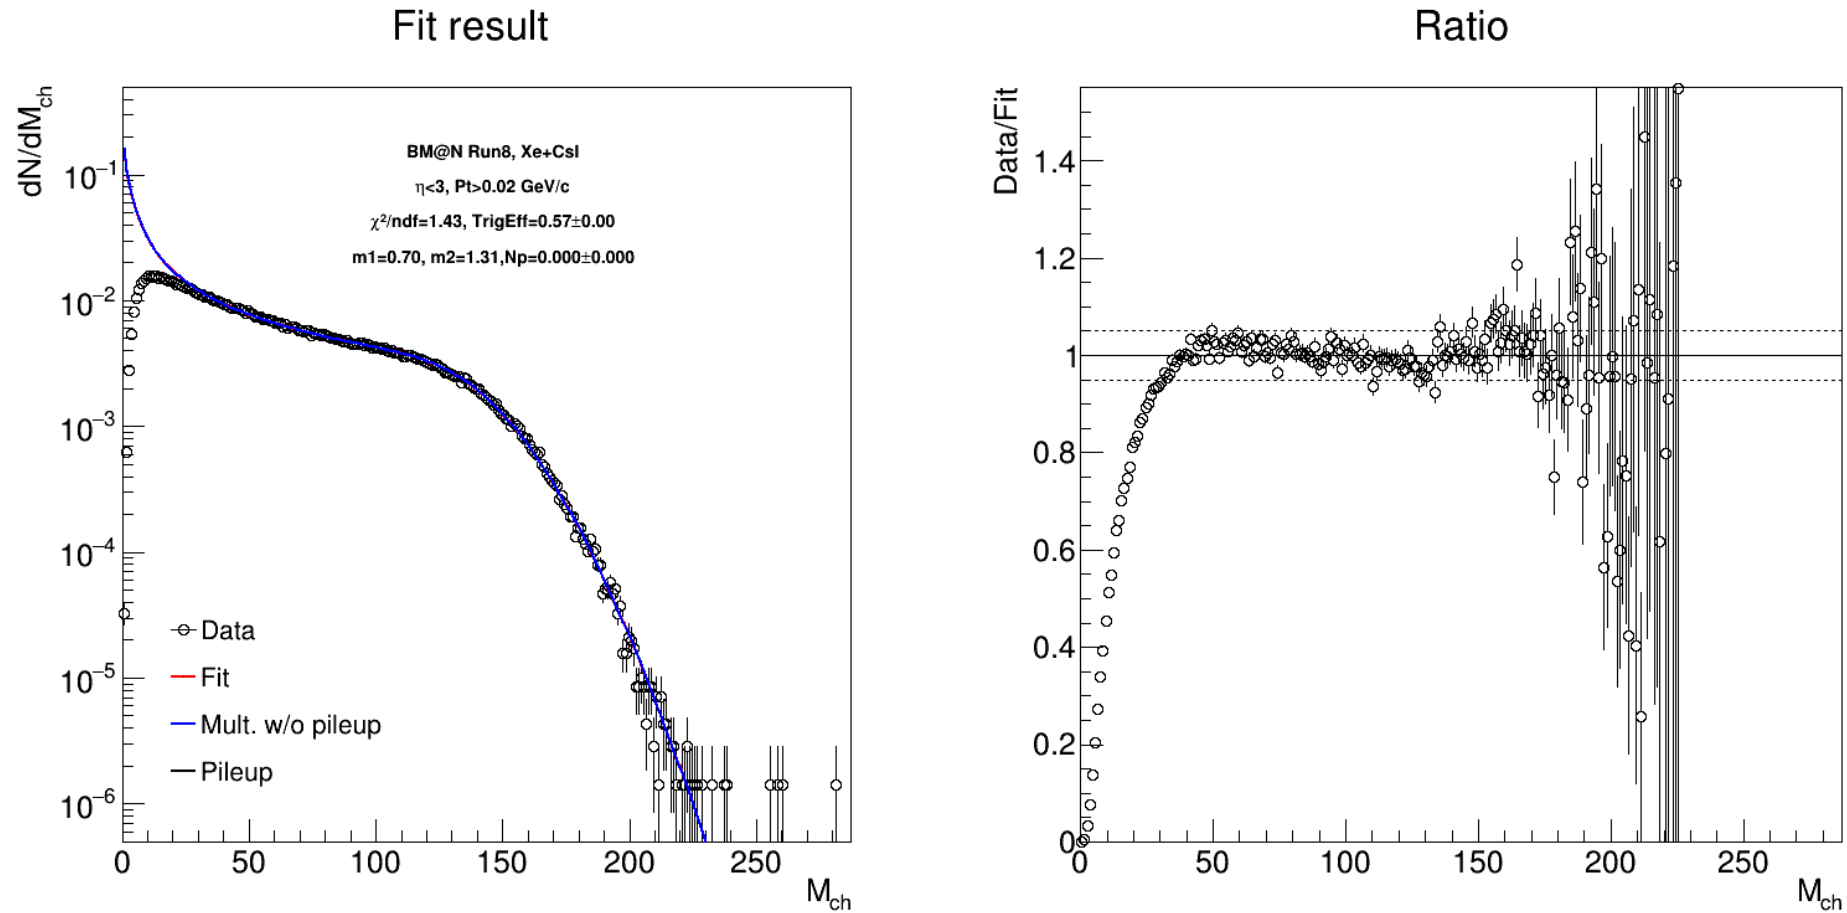 Fit result
dN/dM_ch
10⁻¹
10⁻²
10⁻³
10⁻⁴
10⁻⁵
10⁻⁶
BM@N Run8, Xe+CsI
η<3, Pt>0.02 GeV/c
χ²/ndf=1.43, TrigEff=0.57±0.00
m1=0.70, m2=1.31,Np=0.000±0.000
Data
Fit
Mult. w/o pileup
Pileup
0 50 100 150 200 250
M_ch
Ratio
Data/Fit
1.4
1.2
1
0.8
0.6
0.4
0.2
0
0 50 100 150 200 250
M_ch